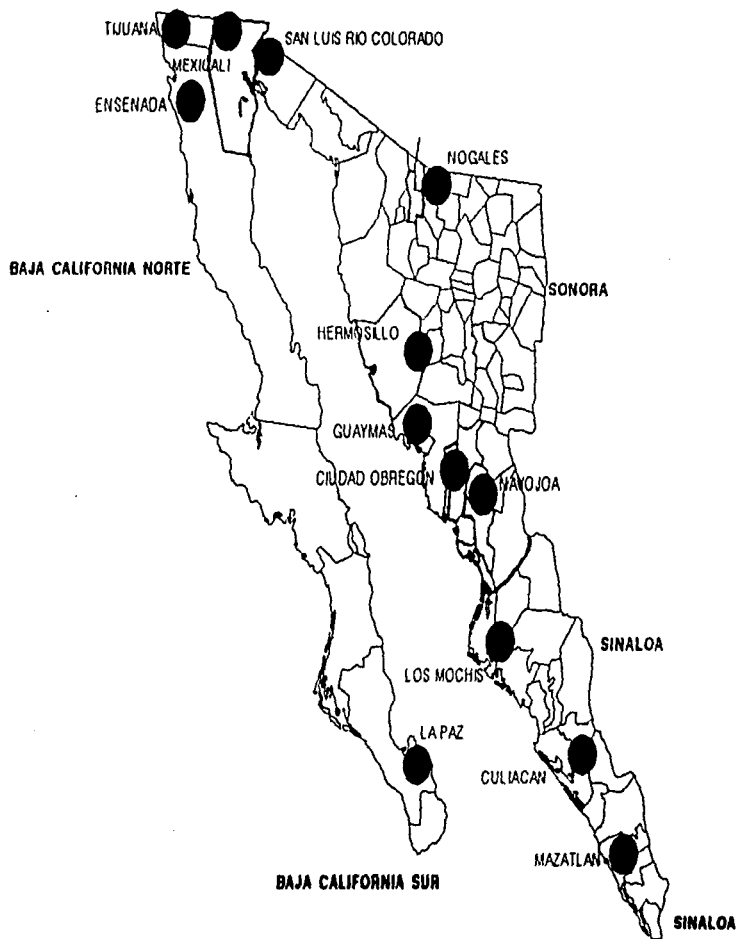 TIJUANA
SAN LUIS RIO COLORADO
MEXICALI
ENSENADA
NOGALES
BAJA CALIFORNIA NORTE
SONORA
HERMOSILLO
GUAYMAS
CIUDAD OBREGON
NAVOJOA
SINALOA
LOS MOCHIS
LA PAZ
CULIACAN
MAZATLAN
BAJA CALIFORNIA SUR
SINALOA